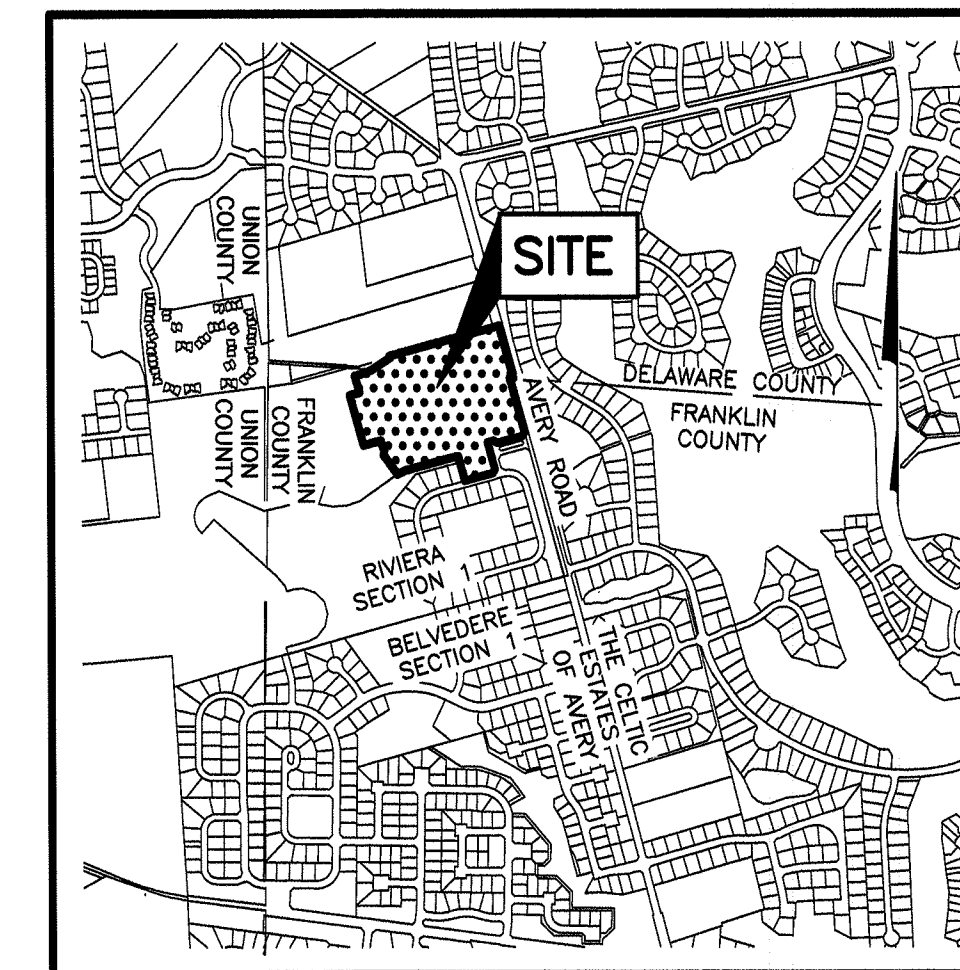 UNION
COUNTY
SITE
DELAWARE COUNTY
FRANKLIN
COUNTY
AVERY ROAD
FRANKLIN
COUNTY
UNION
COUNTY
RIVIERA
SECTION 1
BELVEDERE
SECTION 1
THE CELTIC
ESTATES
OF AVERY